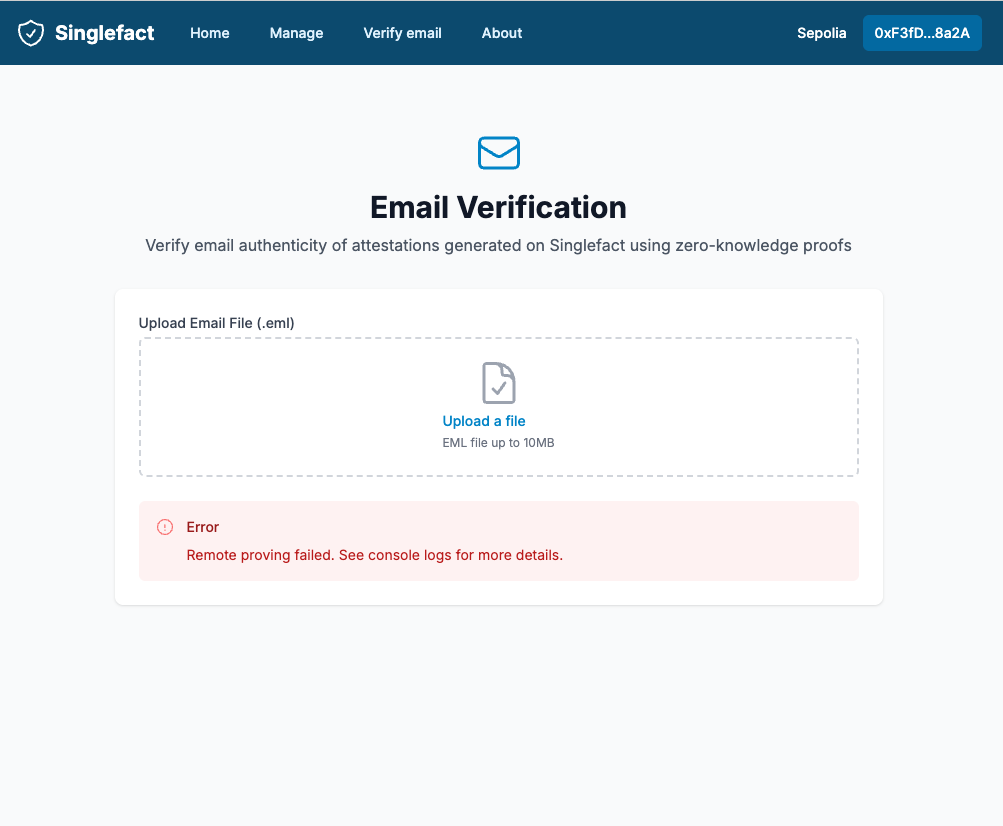 Singlefact Home Manage Verify email About Sepolia 0xF3fD...8a2A
Email Verification
Verify email authenticity of attestations generated on Singlefact using zero-knowledge proofs
Upload Email File (.eml)
Upload a file
EML file up to 10MB
Error
Remote proving failed. See console logs for more details.